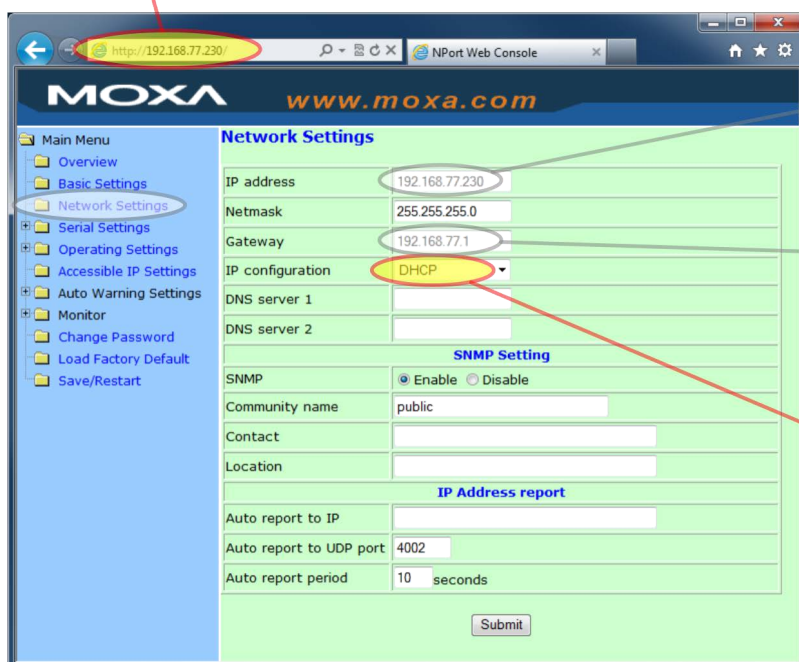 http://192.168.77.230/
NPort Web Console
MOXA
www.moxa.com
Main Menu
Overview
Basic Settings
Network Settings
Serial Settings
Operating Settings
Accessible IP Settings
Auto Warning Settings
Monitor
Change Password
Load Factory Default
Save/Restart
Network Settings
IP address 192.168.77.230
Netmask 255.255.255.0
Gateway 192.168.77.1
IP configuration DHCP
DNS server 1
DNS server 2
SNMP Setting
SNMP Enable Disable
Community name public
Contact
Location
IP Address report
Auto report to IP
Auto report to UDP port 4002
Auto report period 10 seconds
Submit